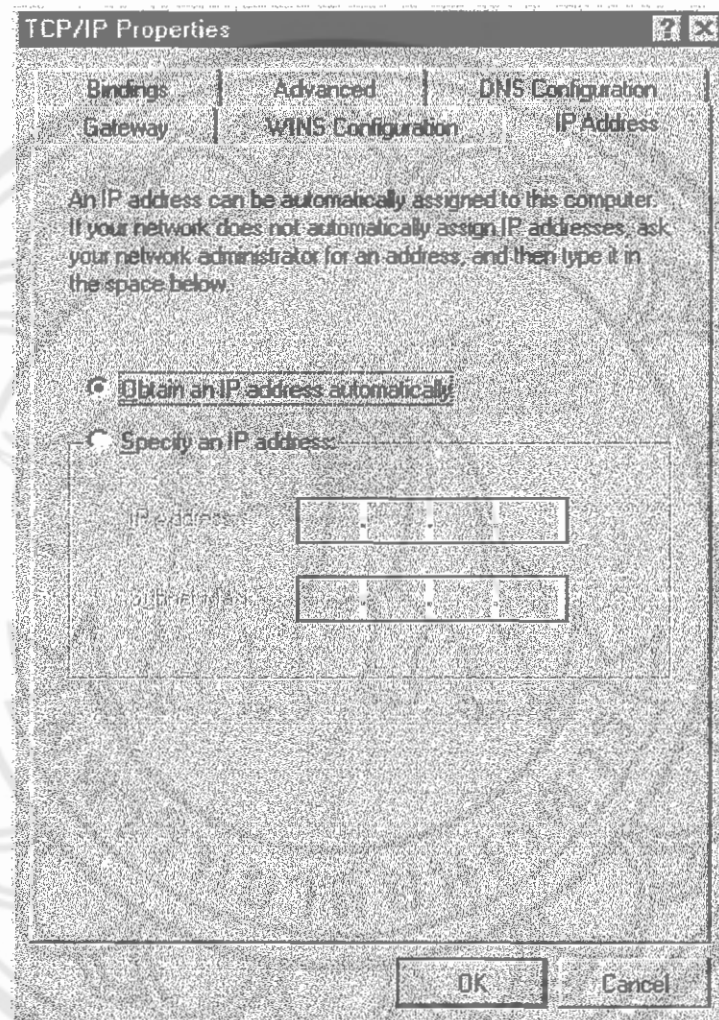 TCP/IP Properties
Bindings Advanced DNS Configuration
Gateway WINS Configuration IP Address
An IP address can be automatically assigned to this computer.
If your network does not automatically assign IP addresses, ask
your network administrator for an address, and then type it in
the space below.
Obtain an IP address automatically
Specify an IP address:
IP Address:
Subnet Mask:
OK Cancel